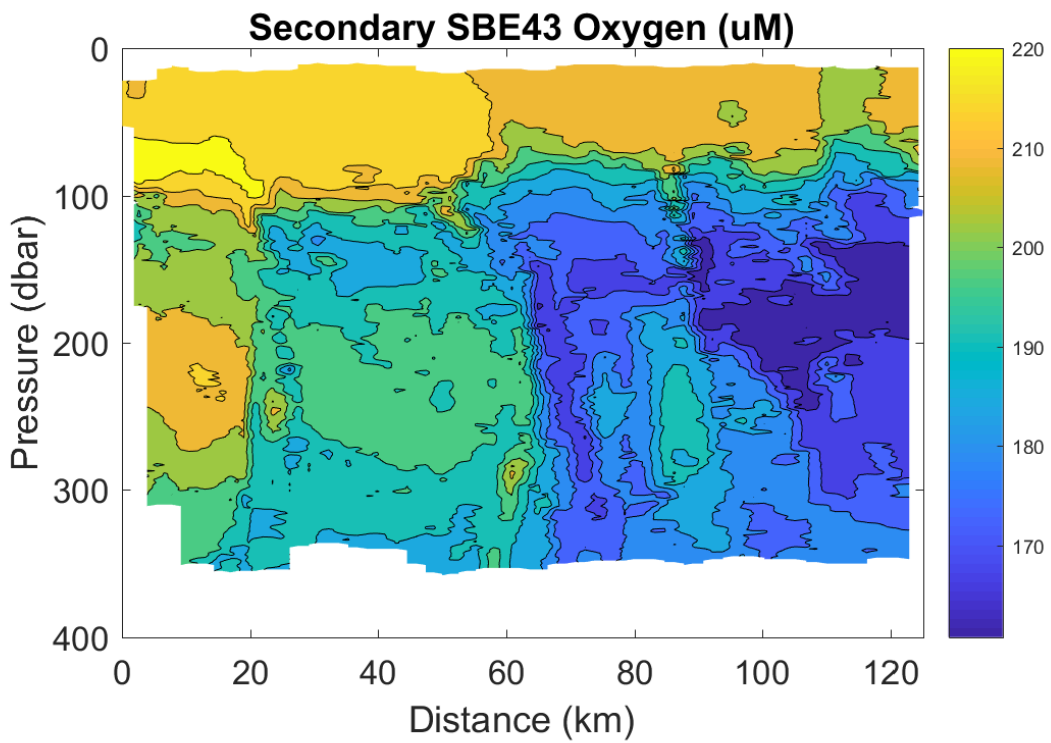 Secondary SBE43 Oxygen (uM)
0
100
200
300
400
Pressure (dbar)
0 20 40 60 80 100 120
Distance (km)
220
210
200
190
180
170